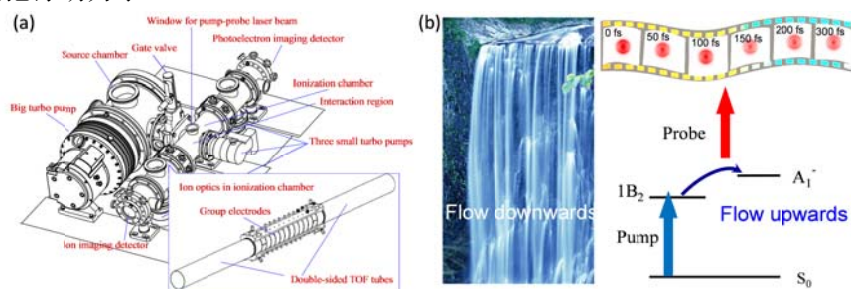 (a)
Window for pump-probe laser beam
Gate valve
Photoelectron imaging detector
Source chamber
Ionization chamber
Interaction region
Big turbo pump
Three small turbo pumps
Ion optics in ionization chamber
Group electrodes
Ion imaging detector
Double-sided TOF tubes
(b)
Flow downwards
0 fs
50 fs
100 fs
150 fs
200 fs
300 fs
Probe
1B₂
A₁⁻
Flow upwards
Pump
S₀